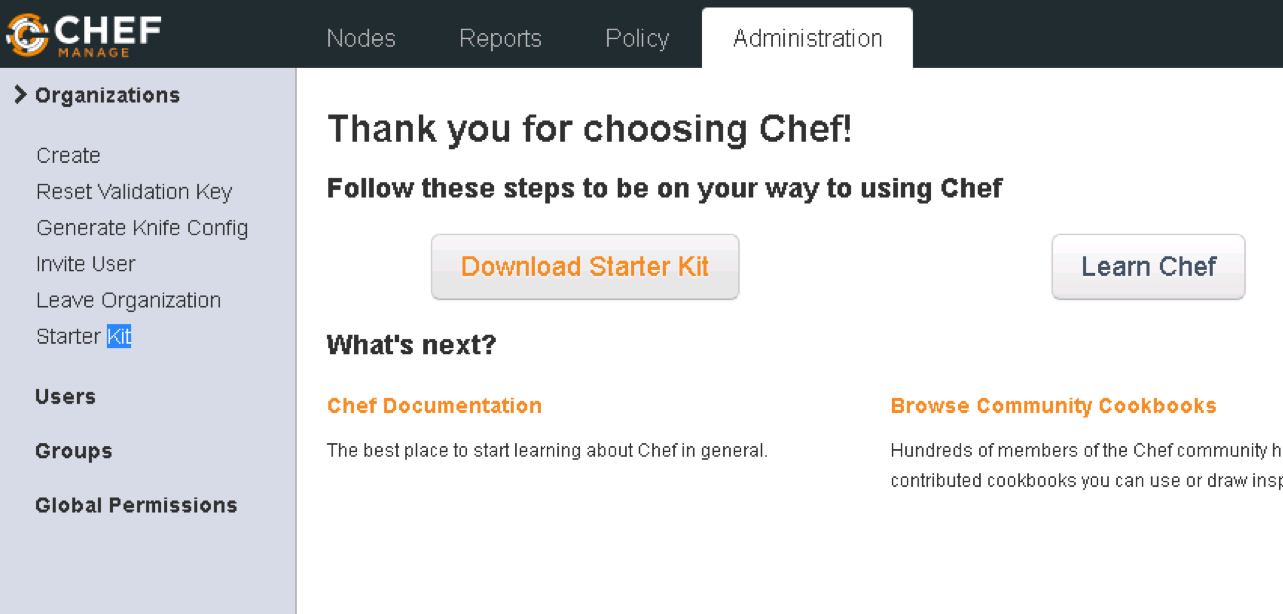 CHEF
MANAGE
Nodes Reports Policy Administration
Organizations
Create
Reset Validation Key
Generate Knife Config
Invite User
Leave Organization
Starter Kit
Users
Groups
Global Permissions
Thank you for choosing Chef!
Follow these steps to be on your way to using Chef
Download Starter Kit
Learn Chef
What's next?
Chef Documentation
The best place to start learning about Chef in general.
Browse Community Cookbooks
Hundreds of members of the Chef community
contributed cookbooks you can use or draw